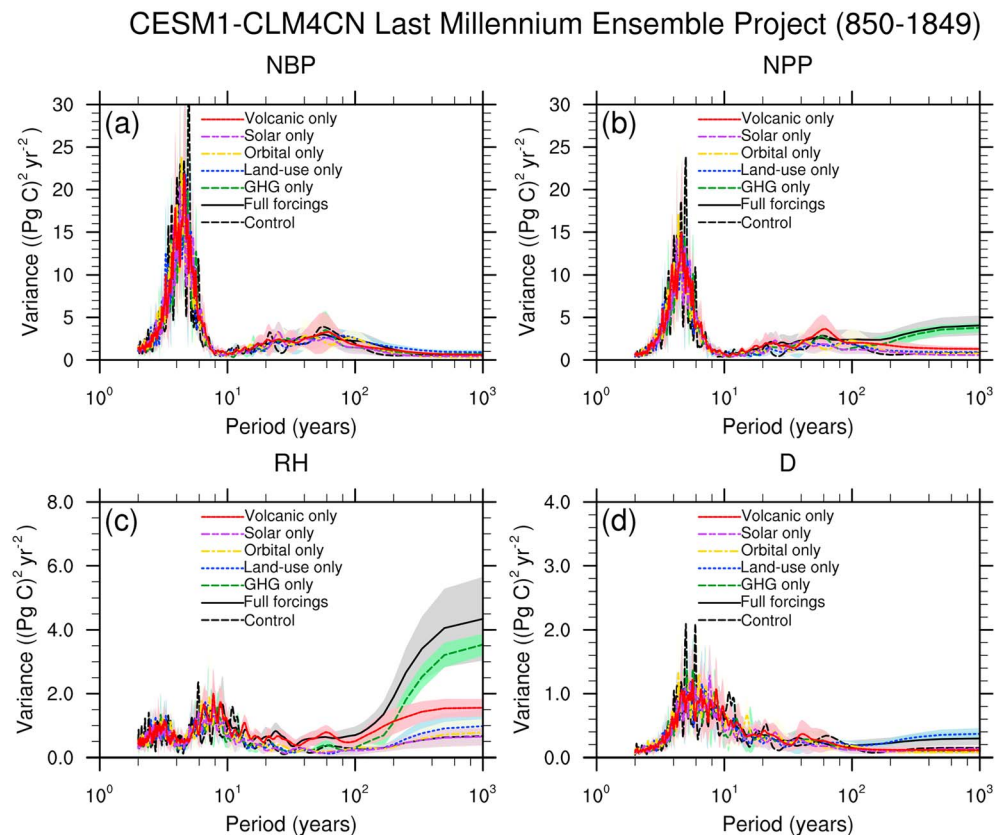 CESM1-CLM4CN Last Millennium Ensemble Project (850-1849)
NBP
(a)
30
25
20
15
10
5
0
Variance ((Pg C)² yr⁻²)
Volcanic only
Solar only
Orbital only
Land-use only
GHG only
Full forcings
Control
10⁰ 10¹ 10² 10³
Period (years)
NPP
(b)
30
25
20
15
10
5
0
Variance ((Pg C)² yr⁻²)
Volcanic only
Solar only
Orbital only
Land-use only
GHG only
Full forcings
Control
10⁰ 10¹ 10² 10³
Period (years)
RH
(c)
8.0
6.0
4.0
2.0
0.0
Variance ((Pg C)² yr⁻²)
Volcanic only
Solar only
Orbital only
Land-use only
GHG only
Full forcings
Control
10⁰ 10¹ 10² 10³
Period (years)
D
(d)
4.0
3.0
2.0
1.0
0.0
Variance ((Pg C)² yr⁻²)
Volcanic only
Solar only
Orbital only
Land-use only
GHG only
Full forcings
Control
10⁰ 10¹ 10² 10³
Period (years)